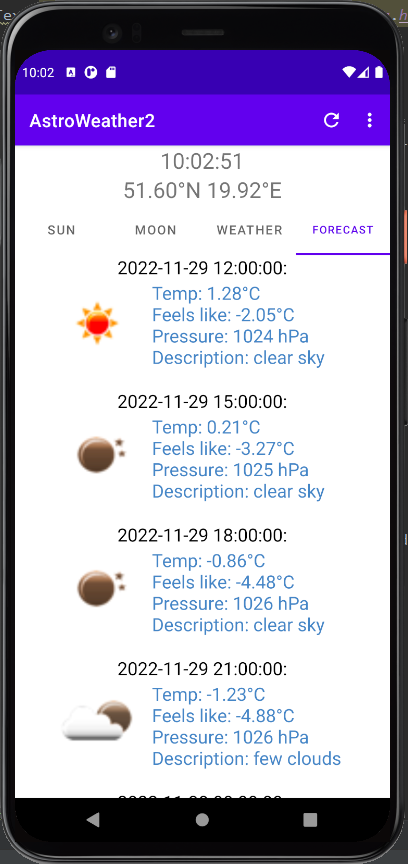 10:02
AstroWeather2
10:02:51
51.60°N 19.92°E
SUN MOON WEATHER FORECAST
2022-11-29 12:00:00:
Temp: 1.28°C
Feels like: -2.05°C
Pressure: 1024 hPa
Description: clear sky
2022-11-29 15:00:00:
Temp: 0.21°C
Feels like: -3.27°C
Pressure: 1025 hPa
Description: clear sky
2022-11-29 18:00:00:
Temp: -0.86°C
Feels like: -4.48°C
Pressure: 1026 hPa
Description: clear sky
2022-11-29 21:00:00:
Temp: -1.23°C
Feels like: -4.88°C
Pressure: 1026 hPa
Description: few clouds